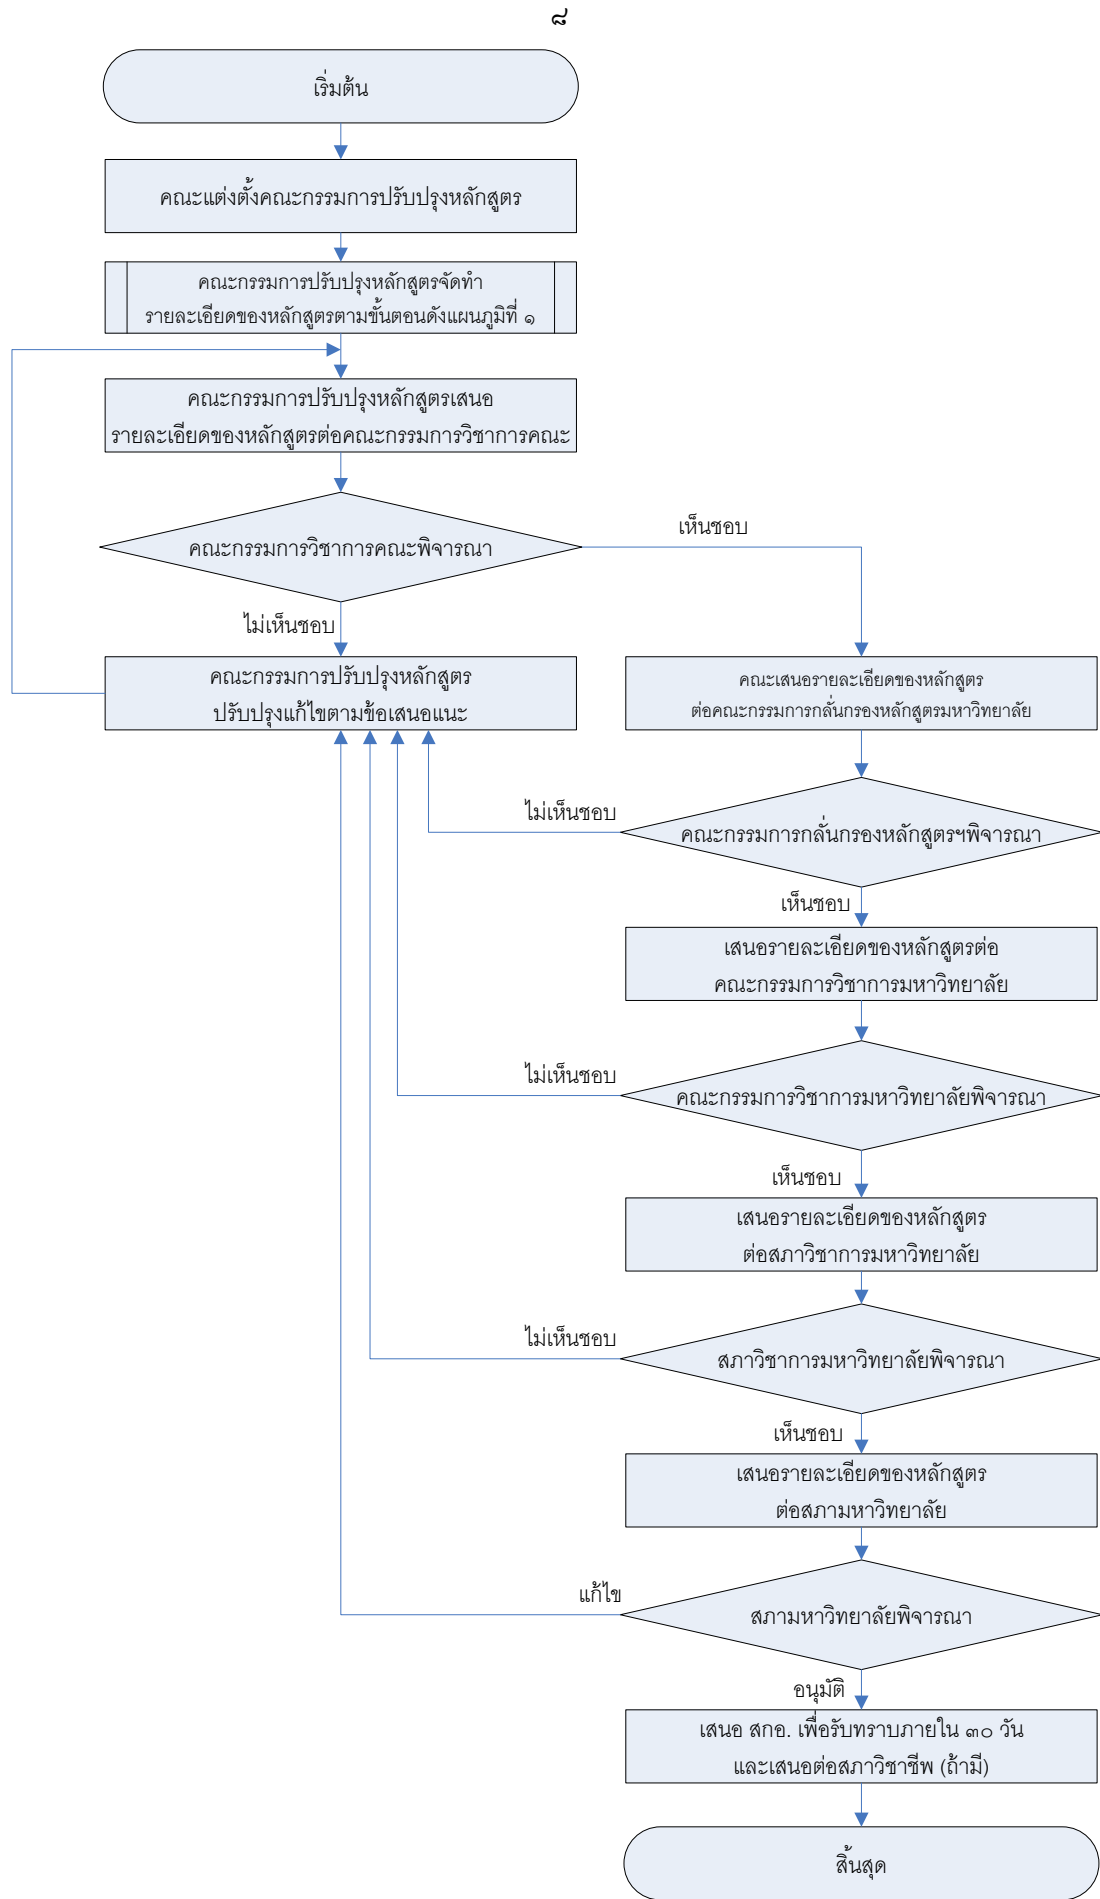 ๘
เริ่มต้น
คณะแต่งตั้งคณะกรรมการปรับปรุงหลักสูตร
คณะกรรมการปรับปรุงหลักสูตรจัดทำ
รายละเอียดของหลักสูตรตามขั้นตอนดังแผนภูมิที่ ๑
คณะกรรมการปรับปรุงหลักสูตรเสนอ
รายละเอียดของหลักสูตรต่อคณะกรรมการวิชาการคณะ
คณะกรรมการวิชาการคณะพิจารณา
เห็นชอบ
ไม่เห็นชอบ
คณะกรรมการปรับปรุงหลักสูตร
ปรับปรุงแก้ไขตามข้อเสนอแนะ
คณะเสนอรายละเอียดของหลักสูตร
ต่อคณะกรรมการกลั่นกรองหลักสูตรมหาวิทยาลัย
ไม่เห็นชอบ
คณะกรรมการกลั่นกรองหลักสูตรฯพิจารณา
เห็นชอบ
เสนอรายละเอียดของหลักสูตรต่อ
คณะกรรมการวิชาการมหาวิทยาลัย
ไม่เห็นชอบ
คณะกรรมการวิชาการมหาวิทยาลัยพิจารณา
เห็นชอบ
เสนอรายละเอียดของหลักสูตร
ต่อสภาวิชาการมหาวิทยาลัย
ไม่เห็นชอบ
สภาวิชาการมหาวิทยาลัยพิจารณา
เห็นชอบ
เสนอรายละเอียดของหลักสูตร
ต่อสภามหาวิทยาลัย
แก้ไข
สภามหาวิทยาลัยพิจารณา
อนุมัติ
เสนอ สกอ. เพื่อรับทราบภายใน ๓๐ วัน
และเสนอต่อสภาวิชาชีพ (ถ้ามี)
สิ้นสุด